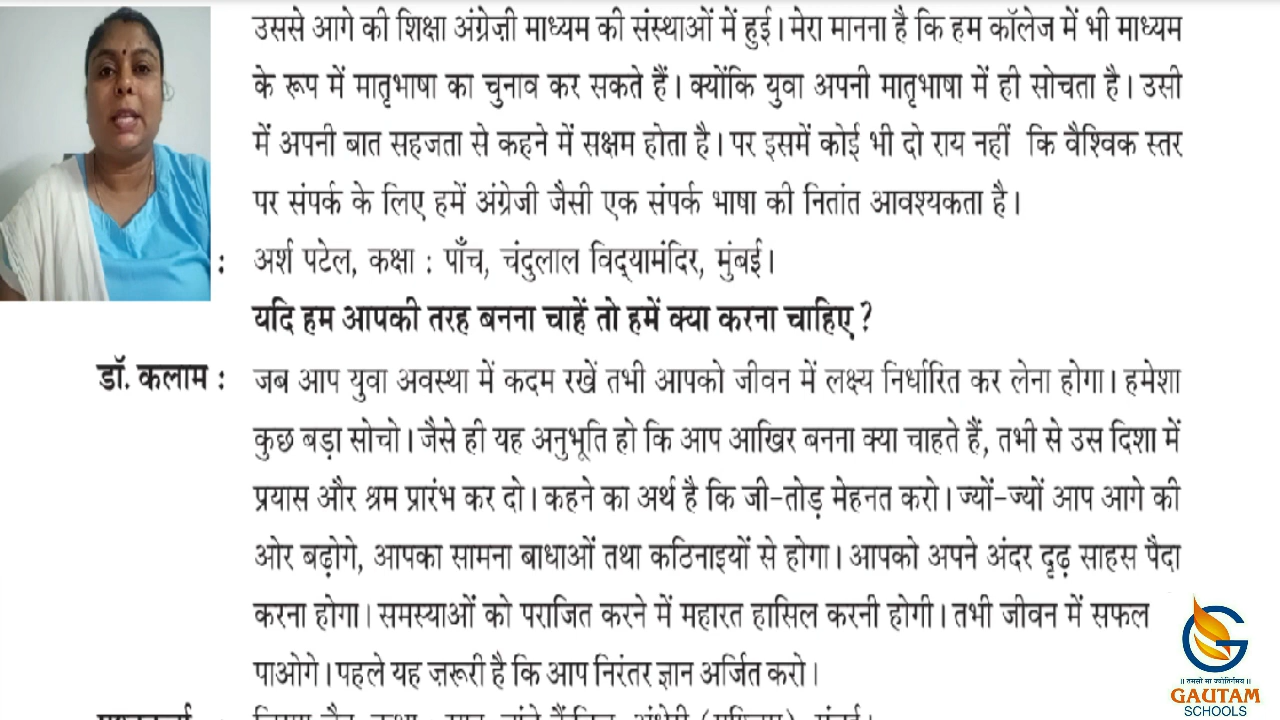 उससे आगे की शिक्षा अंग्रेज़ी माध्यम की संस्थाओं में हुई। मेरा मानना है कि हम कॉलेज में भी माध्यम
के रूप में मातृभाषा का चुनाव कर सकते हैं। क्योंकि युवा अपनी मातृभाषा में ही सोचता है। उसी
में अपनी बात सहजता से कहने में सक्षम होता है। पर इसमें कोई भी दो राय नहीं कि वैश्विक स्तर
पर संपर्क के लिए हमें अंग्रेजी जैसी एक संपर्क भाषा की नितांत आवश्यकता है।
: अर्श पटेल, कक्षा : पाँच, चंदुलाल विद्यामंदिर, मुंबई।
यदि हम आपकी तरह बनना चाहें तो हमें क्या करना चाहिए ?
डॉ. कलाम : जब आप युवा अवस्था में कदम रखें तभी आपको जीवन में लक्ष्य निर्धारित कर लेना होगा। हमेशा
कुछ बड़ा सोचो। जैसे ही यह अनुभूति हो कि आप आखिर बनना क्या चाहते हैं, तभी से उस दिशा में
प्रयास और श्रम प्रारंभ कर दो। कहने का अर्थ है कि जी-तोड़ मेहनत करो। ज्यों-ज्यों आप आगे की
ओर बढ़ोगे, आपका सामना बाधाओं तथा कठिनाइयों से होगा। आपको अपने अंदर दृढ़ साहस पैदा
करना होगा। समस्याओं को पराजित करने में महारत हासिल करनी होगी। तभी जीवन में सफल
पाओगे। पहले यह ज़रूरी है कि आप निरंतर ज्ञान अर्जित करो।
॥ तमसो मा ज्योतिर्गमय ॥
GAUTAM
SCHOOLS